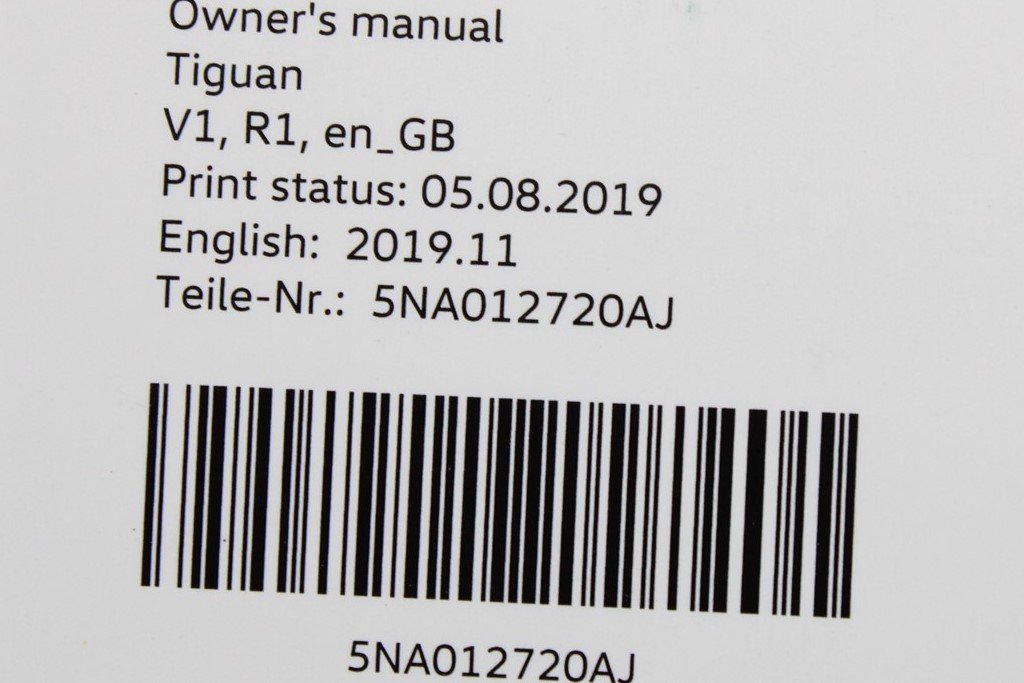 Owner's manual
Tiguan
V1, R1, en_GB
Print status: 05.08.2019
English: 2019.11
Teile-Nr.: 5NA012720AJ
5NA012720AJ